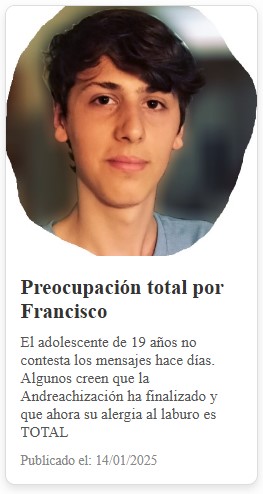 Preocupación total por
Francisco
El adolescente de 19 años no
contesta los mensajes hace días.
Algunos creen que la
Andreachización ha finalizado y
que ahora su alergia al laburo es
TOTAL
Publicado el: 14/01/2025